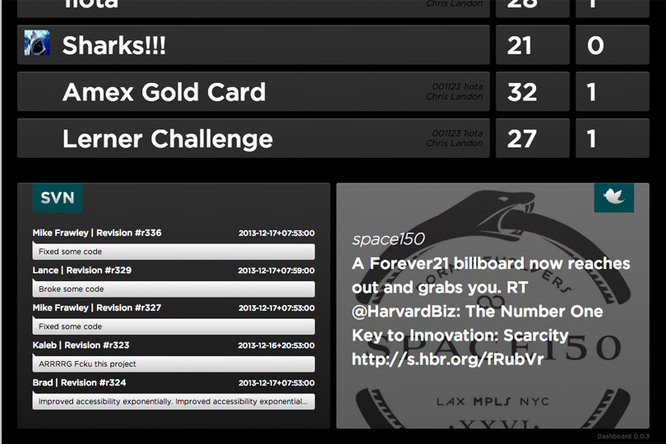 1iota
Chris Landon
28
1
Sharks!!!
21
0
Amex Gold Card
001123 1iota
Chris Landon
32
1
Lerner Challenge
001123 1iota
Chris Landon
27
1
SVN
Mike Frawley | Revision #r336
2013-12-17+07:53:00
Fixed some code
Lance | Revision #r329
2013-12-17+07:59:00
Broke some code
Mike Frawley | Revision #r327
2013-12-17+07:53:00
Fixed some code
Kaleb | Revision #r323
2013-12-16+20:53:00
ARRRRG Fcku this project
Brad | Revision #r324
2013-12-17+07:53:00
Improved accessibility exponentially. Improved accessibility exponential...
space150
A Forever21 billboard now reaches
out and grabs you. RT
@HarvardBiz: The Number One
Key to Innovation: Scarcity
http://s.hbr.org/fRubVr
SPACE150
LAX MPLS NYC
·XXVI·
Dashboard 0.0.3